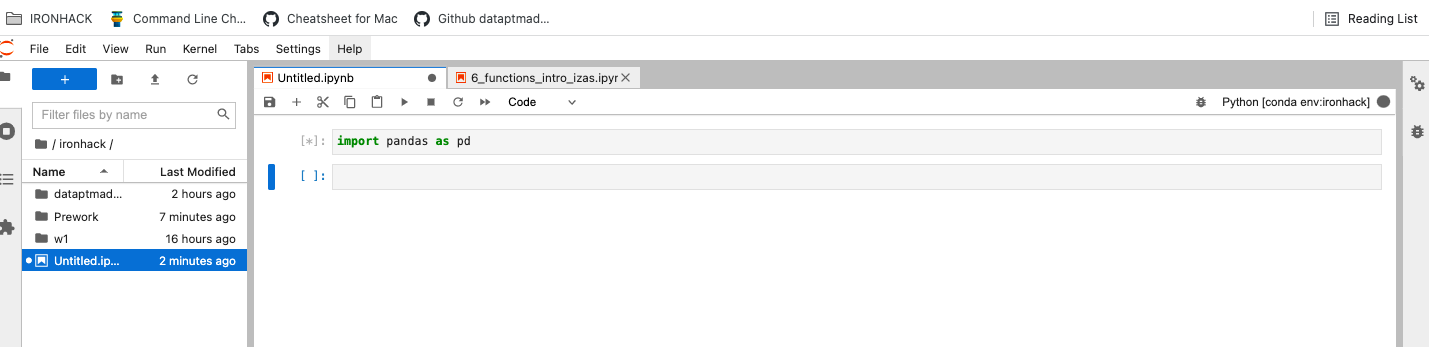 IRONHACK Command Line Ch... Cheatsheet for Mac Github dataptmad... Reading List
File Edit View Run Kernel Tabs Settings Help
+
Untitled.ipynb 6_functions_intro_izas.ipyr
Code Python [conda env:ironhack]
Filter files by name
/ ironhack /
Name Last Modified
dataptmad... 2 hours ago
Prework 7 minutes ago
w1 16 hours ago
Untitled.ip... 2 minutes ago
[*]: import pandas as pd
[ ]: